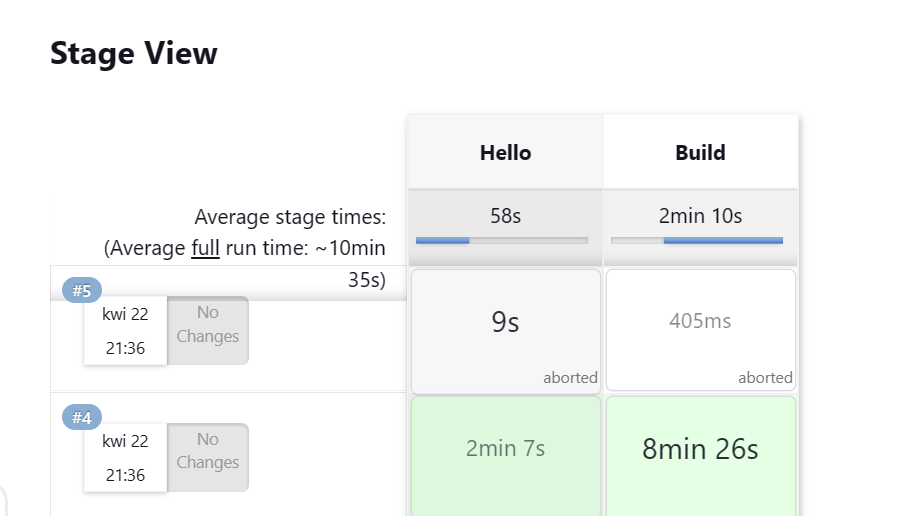 Stage View
Hello
Build
Average stage times:
(Average full run time: ~10min
35s)
58s
2min 10s
#5
kwi 22
21:36
No
Changes
9s
aborted
405ms
aborted
#4
kwi 22
21:36
No
Changes
2min 7s
8min 26s